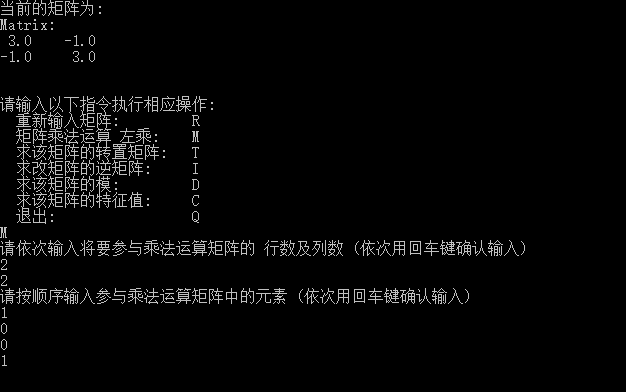 当前的矩阵为:
Matrix:
3.0 -1.0
-1.0 3.0
请输入以下指令执行相应操作:
重新输入矩阵: R
矩阵乘法运算 左乘: M
求该矩阵的转置矩阵: T
求改矩阵的逆矩阵: I
求该矩阵的模: D
求该矩阵的特征值: C
退出: Q
M
请依次输入将要参与乘法运算矩阵的 行数及列数 (依次用回车键确认输入)
2
2
请按顺序输入参与乘法运算矩阵中的元素 (依次用回车键确认输入)
1
0
0
1